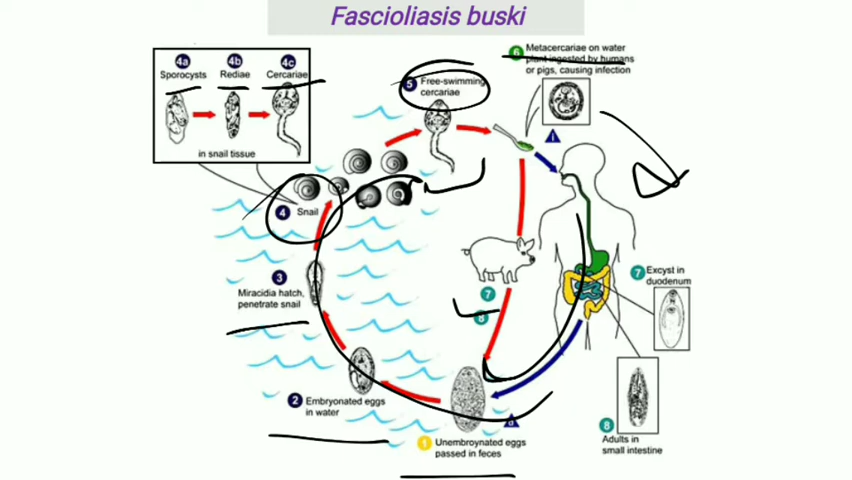 Fascioliasis buski
4a
4b
4c
Sporocysts
Rediae
Cercariae
in snail tissue
5
Free-swimming
cercariae
6
Metacercariae on water
plant ingested by humans
or pigs, causing infection
i
4
Snail
3
Miracidia hatch,
penetrate snail
7
8
7
Excyst in
duodenum
2
Embryonated eggs
in water
d
1
Unembroynated eggs
passed in feces
8
Adults in
small intestine